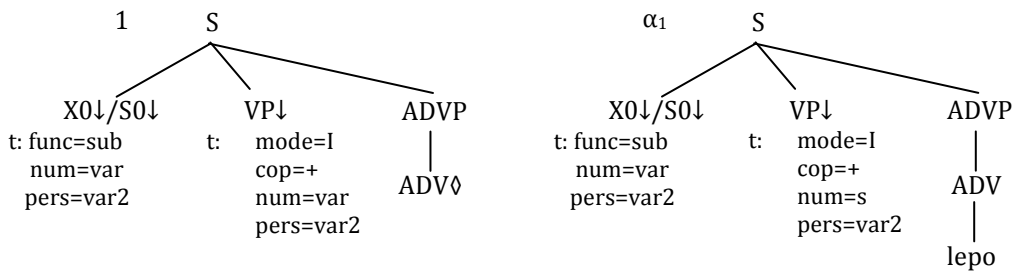 1 S α₁ S
X0↓/S0↓ VP↓ ADVP X0↓/S0↓ VP↓ ADVP
t: func=sub t: mode=I t: func=sub t: mode=I
num=var cop=+ num=var cop=+
pers=var2 num=var ADV◊ pers=var2 num=s ADV
pers=var2 pers=var2
lepo